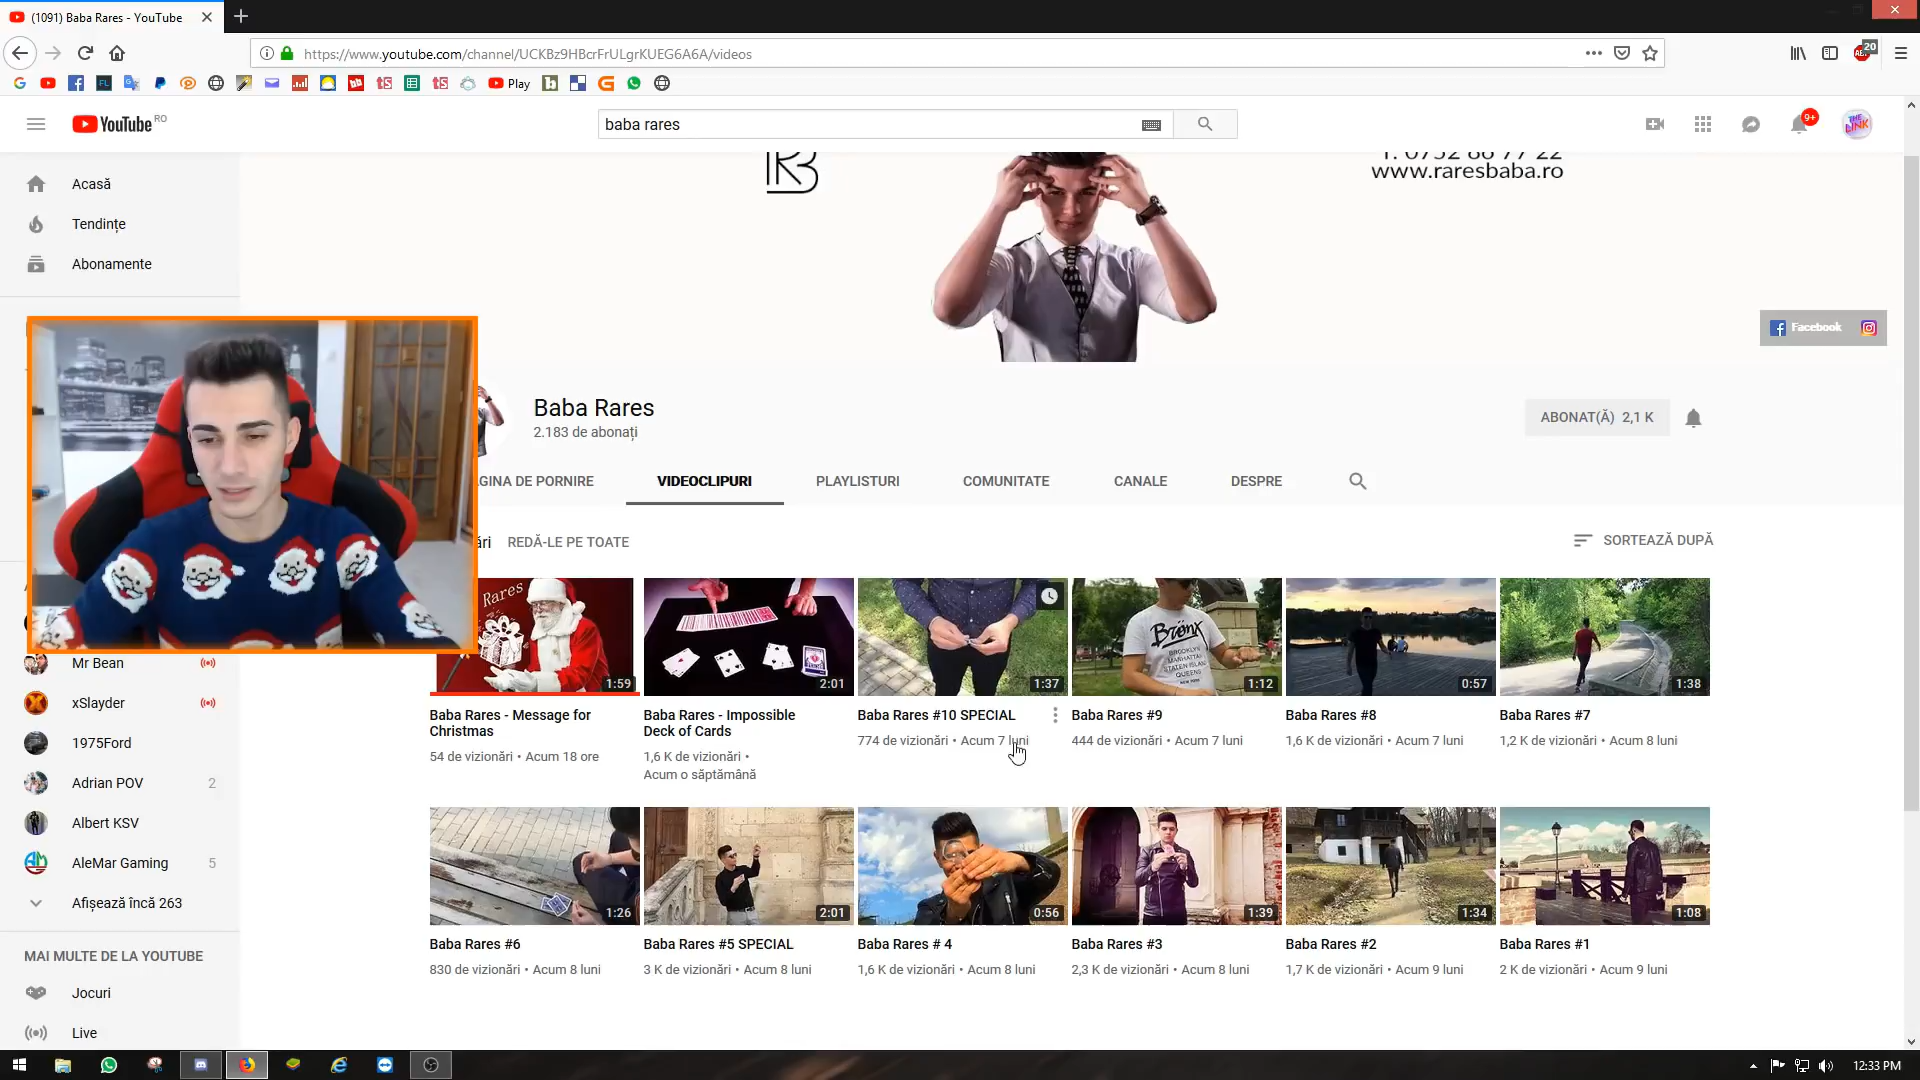 (1091) Baba Rares - YouTube
https://www.youtube.com/channel/UCKBz9HBcrFrULgrKUEG6A6A/videos
20
Play
YouTube RO
baba rares
9+
THE LINK
www.raresbaba.ro
Acasă
Tendințe
Abonamente
Facebook
Baba Rares
2.183 de abonați
ABONAT(Ă) 2,1 K
GINA DE PORNIRE
VIDEOCLIPURI
PLAYLISTURI
COMUNITATE
CANALE
DESPRE
ări
REDĂ-LE PE TOATE
SORTEAZĂ DUPĂ
Rares
1:59
2:01
1:37
1:12
0:57
1:38
Baba Rares - Message for Christmas
54 de vizionări • Acum 18 ore
Baba Rares - Impossible Deck of Cards
1,6 K de vizionări •
Acum o săptămână
Baba Rares #10 SPECIAL
774 de vizionări • Acum 7 luni
Baba Rares #9
444 de vizionări • Acum 7 luni
Baba Rares #8
1,6 K de vizionări • Acum 7 luni
Baba Rares #7
1,2 K de vizionări • Acum 8 luni
Mr Bean
xSlayder
1975Ford
Adrian POV 2
Albert KSV
AleMar Gaming 5
Afișează încă 263
1:26
2:01
0:56
1:39
1:34
1:08
Baba Rares #6
830 de vizionări • Acum 8 luni
Baba Rares #5 SPECIAL
3 K de vizionări • Acum 8 luni
Baba Rares # 4
1,6 K de vizionări • Acum 8 luni
Baba Rares #3
2,3 K de vizionări • Acum 8 luni
Baba Rares #2
1,7 K de vizionări • Acum 9 luni
Baba Rares #1
2 K de vizionări • Acum 9 luni
MAI MULTE DE LA YOUTUBE
Jocuri
Live
12:33 PM